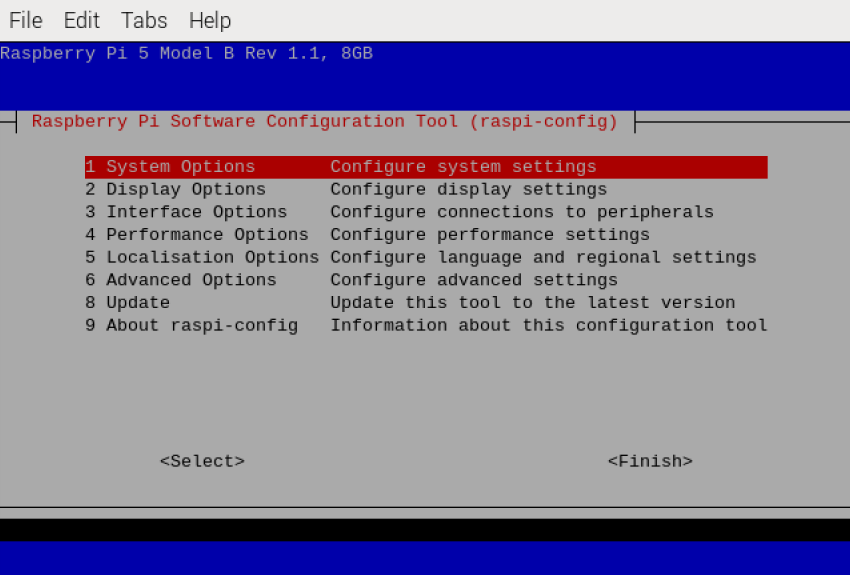 File Edit Tabs Help
Raspberry Pi 5 Model B Rev 1.1, 8GB
Raspberry Pi Software Configuration Tool (raspi-config)
1 System Options Configure system settings
2 Display Options Configure display settings
3 Interface Options Configure connections to peripherals
4 Performance Options Configure performance settings
5 Localisation Options Configure language and regional settings
6 Advanced Options Configure advanced settings
8 Update Update this tool to the latest version
9 About raspi-config Information about this configuration tool
<Select> <Finish>